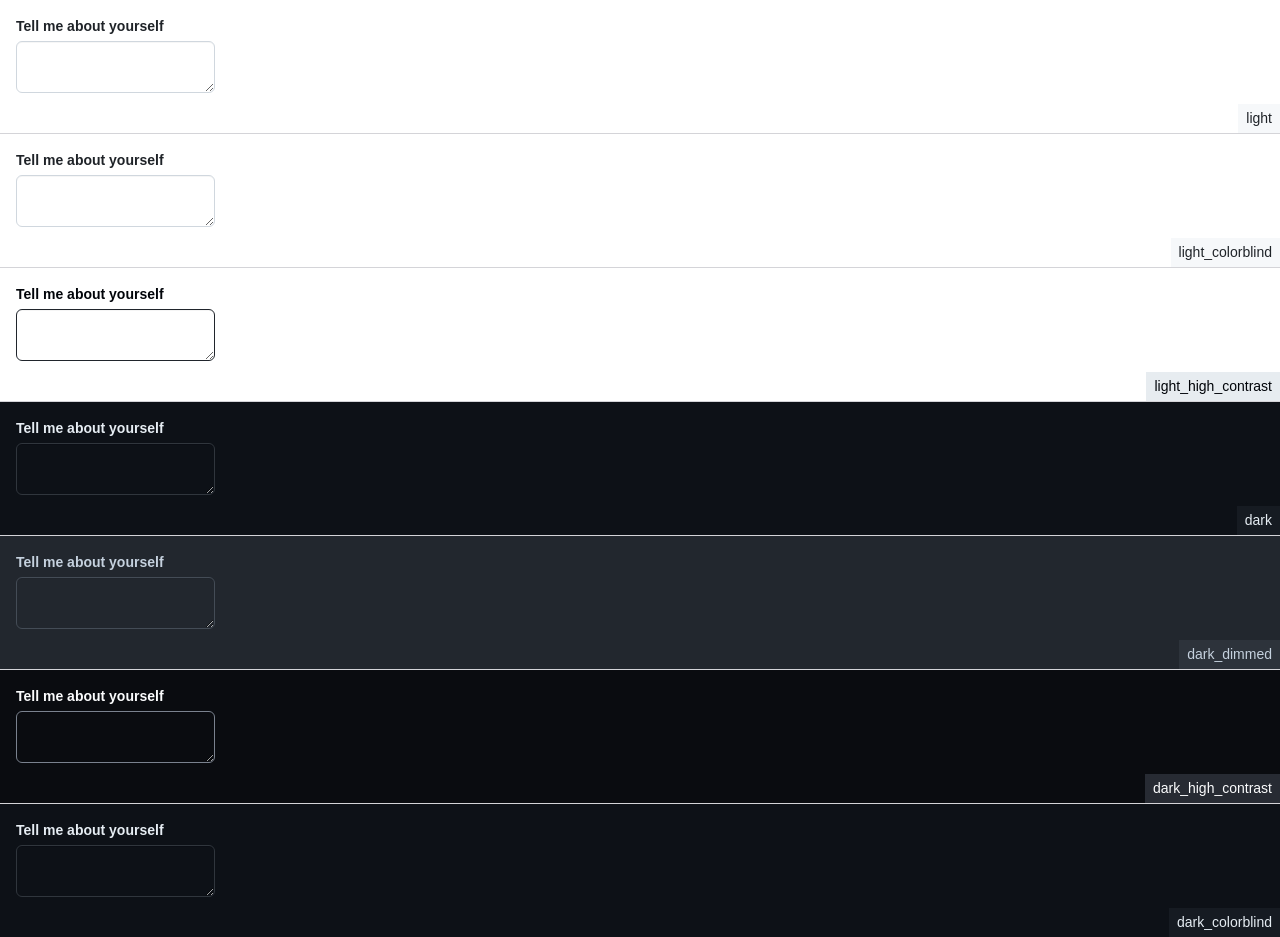 Tell me about yourself
light
Tell me about yourself
light_colorblind
Tell me about yourself
light_high_contrast
Tell me about yourself
dark
Tell me about yourself
dark_dimmed
Tell me about yourself
dark_high_contrast
Tell me about yourself
dark_colorblind